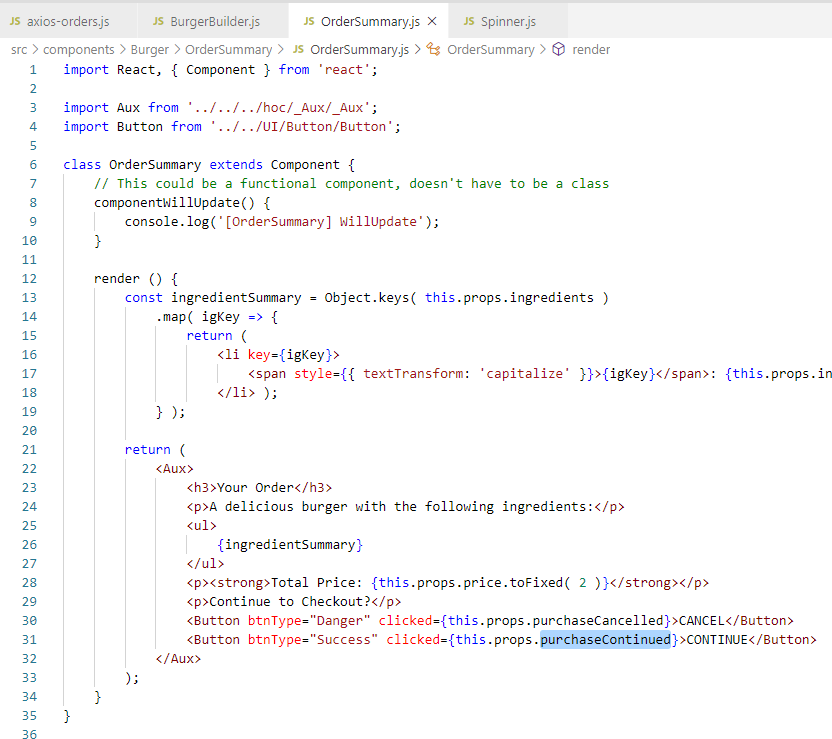 JS axios-orders.js JS BurgerBuilder.js JS OrderSummary.js × JS Spinner.js
src > components > Burger > OrderSummary > JS OrderSummary.js > OrderSummary > render
1 import React, { Component } from 'react';
2
3 import Aux from '../../../hoc/_Aux/_Aux';
4 import Button from '../../UI/Button/Button';
5
6 class OrderSummary extends Component {
7 // This could be a functional component, doesn't have to be a class
8 componentWillUpdate() {
9 console.log('[OrderSummary] WillUpdate');
10 }
11
12 render () {
13 const ingredientSummary = Object.keys( this.props.ingredients )
14 .map( igKey => {
15 return (
16 <li key={igKey}>
17 <span style={{ textTransform: 'capitalize' }}>{igKey}</span>: {this.props.in
18 </li> );
19 } );
20
21 return (
22 <Aux>
23 <h3>Your Order</h3>
24 <p>A delicious burger with the following ingredients:</p>
25 <ul>
26 {ingredientSummary}
27 </ul>
28 <p><strong>Total Price: {this.props.price.toFixed( 2 )}</strong></p>
29 <p>Continue to Checkout?</p>
30 <Button btnType="Danger" clicked={this.props.purchaseCancelled}>CANCEL</Button>
31 <Button btnType="Success" clicked={this.props.purchaseContinued}>CONTINUE</Button>
32 </Aux>
33 );
34 }
35 }
36